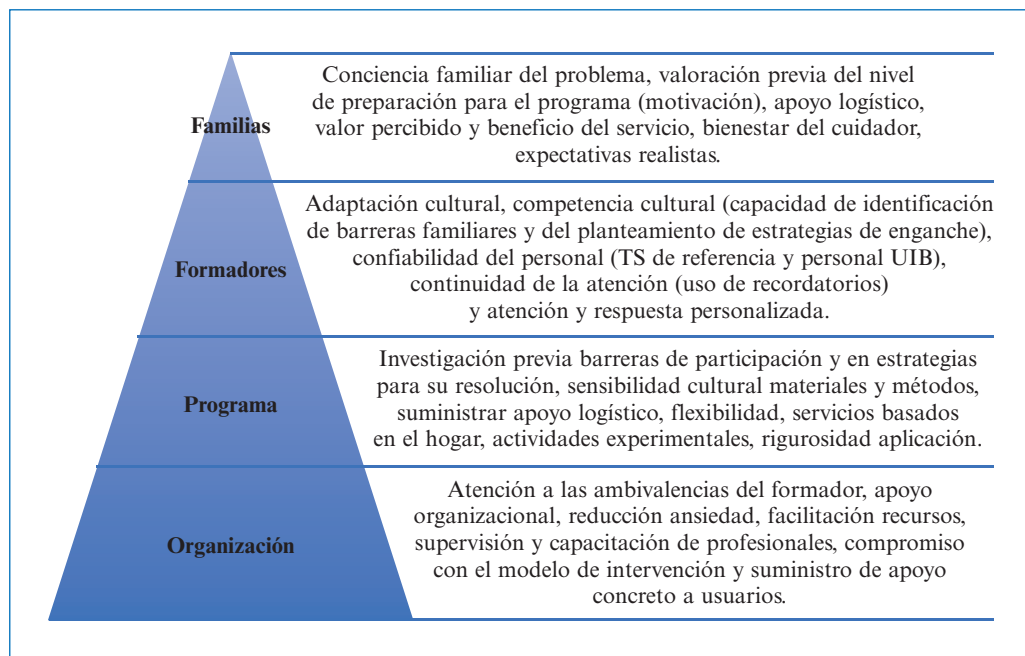 Familias
Conciencia familiar del problema, valoración previa del nivel
de preparación para el programa (motivación), apoyo logístico,
valor percibido y beneficio del servicio, bienestar del cuidador,
expectativas realistas.
Formadores
Adaptación cultural, competencia cultural (capacidad de identificación
de barreras familiares y del planteamiento de estrategias de enganche),
confiabilidad del personal (TS de referencia y personal UIB),
continuidad de la atención (uso de recordatorios)
y atención y respuesta personalizada.
Programa
Investigación previa barreras de participación y en estrategias
para su resolución, sensibilidad cultural materiales y métodos,
suministrar apoyo logístico, flexibilidad, servicios basados
en el hogar, actividades experimentales, rigurosidad aplicación.
Organización
Atención a las ambivalencias del formador, apoyo
organizacional, reducción ansiedad, facilitación recursos,
supervisión y capacitación de profesionales, compromiso
con el modelo de intervención y suministro de apoyo
concreto a usuarios.